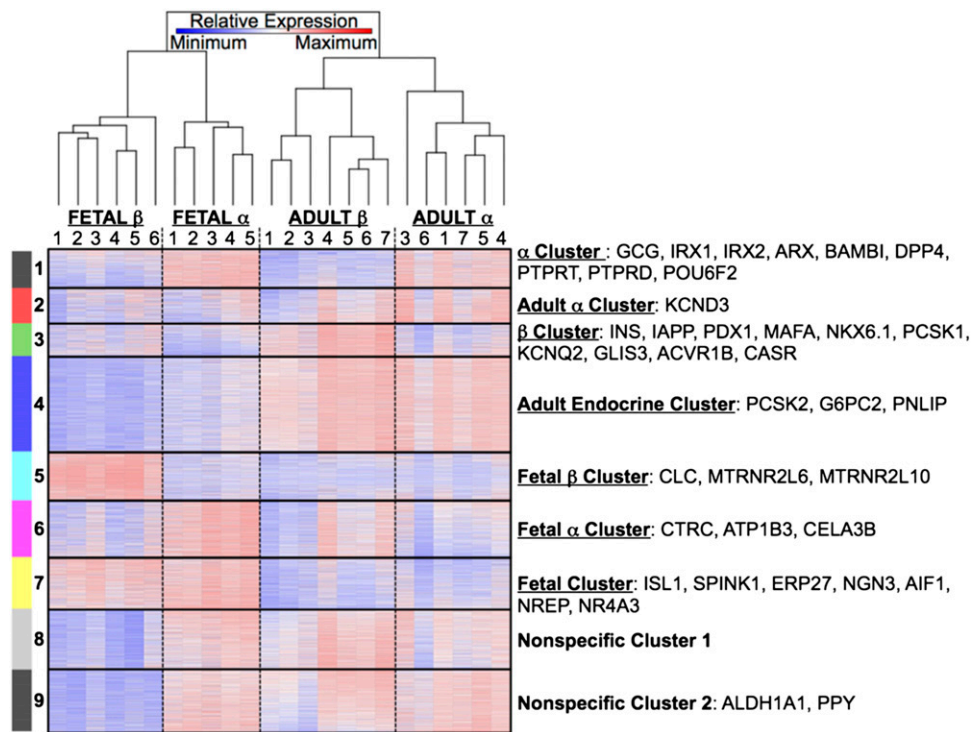 Relative Expression
Minimum Maximum
FETAL β FETAL α ADULT β ADULT α
1 2 3 4 5 6 1 2 3 4 5 1 2 3 4 5 6 7 3 6 1 7 5 4
1
α Cluster : GCG, IRX1, IRX2, ARX, BAMBI, DPP4,
PTPRT, PTPRD, POU6F2
2 Adult α Cluster: KCND3
3
β Cluster: INS, IAPP, PDX1, MAFA, NKX6.1, PCSK1,
KCNQ2, GLIS3, ACVR1B, CASR
4 Adult Endocrine Cluster: PCSK2, G6PC2, PNLIP
5 Fetal β Cluster: CLC, MTRNR2L6, MTRNR2L10
6 Fetal α Cluster: CTRC, ATP1B3, CELA3B
7
Fetal Cluster: ISL1, SPINK1, ERP27, NGN3, AIF1,
NREP, NR4A3
8 Nonspecific Cluster 1
9 Nonspecific Cluster 2: ALDH1A1, PPY